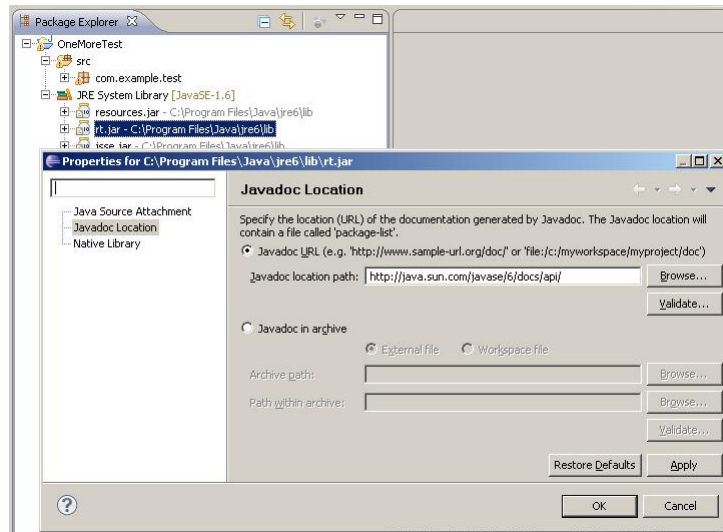 Package Explorer
OneMoreTest
src
com.example.test
JRE System Library [JavaSE-1.6]
resources.jar - C:\Program Files\Java\jre6\lib
rt.jar - C:\Program Files\Java\jre6\lib
jsse.jar - C:\Program Files\Java\jre6\lib
Properties for C:\Program Files\Java\jre6\lib\rt.jar
Java Source Attachment
Javadoc Location
Native Library
Javadoc Location
Specify the location (URL) of the documentation generated by Javadoc. The Javadoc location will
contain a file called 'package-list'.
Javadoc URL (e.g. 'http://www.sample-url.org/doc/' or 'file:/c:/myworkspace/myproject/doc')
Javadoc location path: http://java.sun.com/javase/6/docs/api/ Browse...
Validate...
Javadoc in archive
External file Workspace file
Archive path: Browse...
Path within archive: Browse...
Validate...
Restore Defaults Apply
OK Cancel